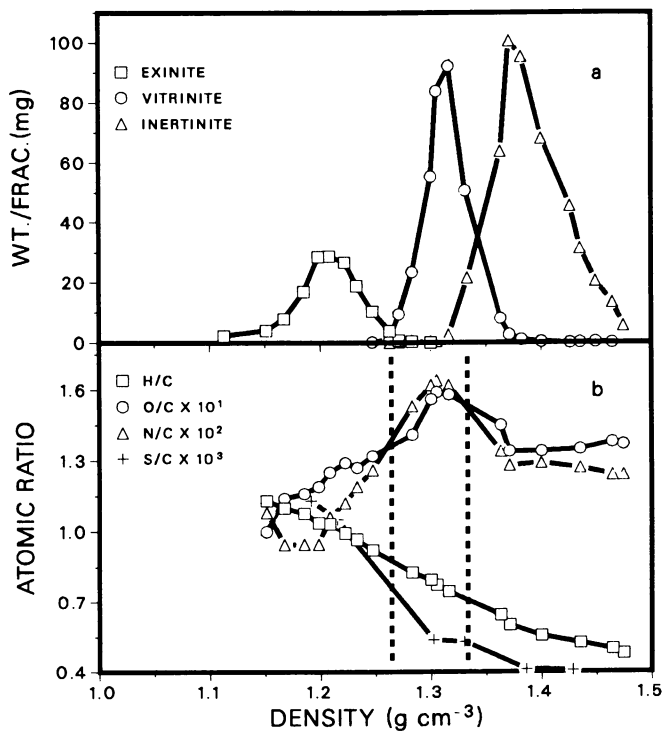 WT./FRAC.(mg)
100
80
60
40
20
0
EXINITE
VITRINITE
INERTINITE
a
ATOMIC RATIO
1.6
1.3
1.0
0.7
0.4
H/C
O/C X 10¹
N/C X 10²
S/C X 10³
b
1.0 1.1 1.2 1.3 1.4 1.5
DENSITY (g cm⁻³)